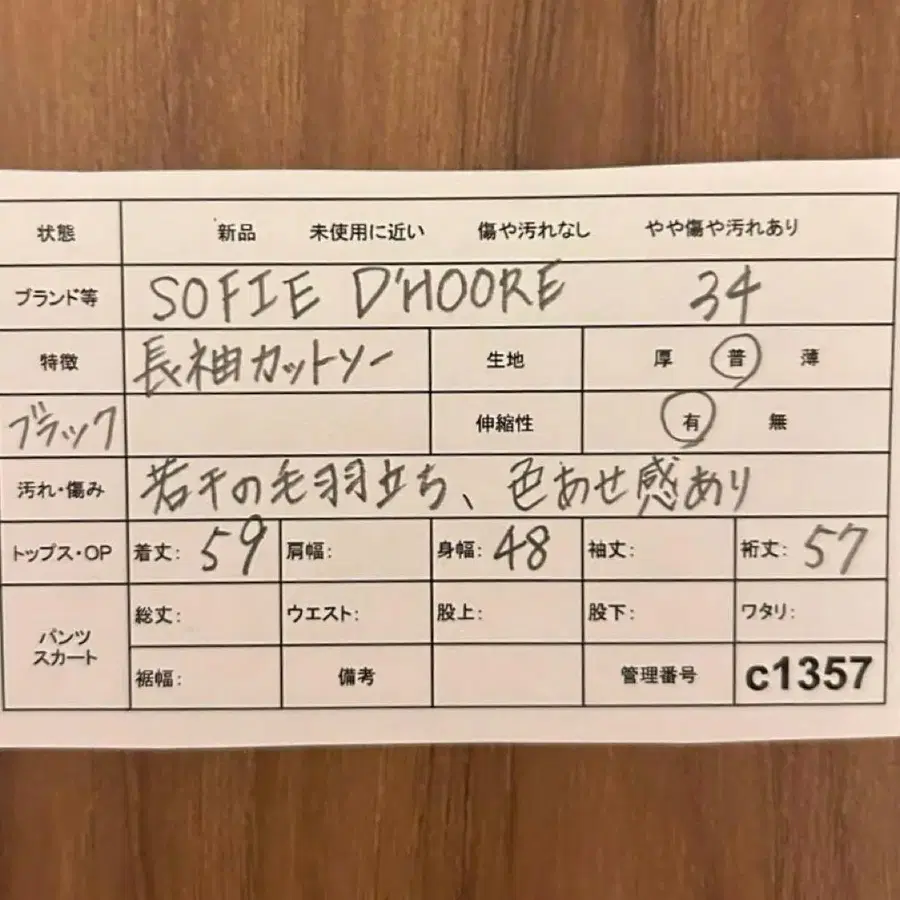 状態 新品 未使用に近い 傷や汚れなし やや傷や汚れあり
ブランド等 SOFIE D'HOORE 34
特徴 長袖カットソー 生地 厚 普 薄
ブラック 伸縮性 有 無
汚れ・傷み 若干の毛羽立ち、色あせ感あり
トップス・OP 着丈: 59 肩幅: 身幅: 48 袖丈: 裄丈: 57
パンツ
スカート
総丈: ウエスト: 股上: 股下: ワタリ:
裾幅: 備考 管理番号 c1357